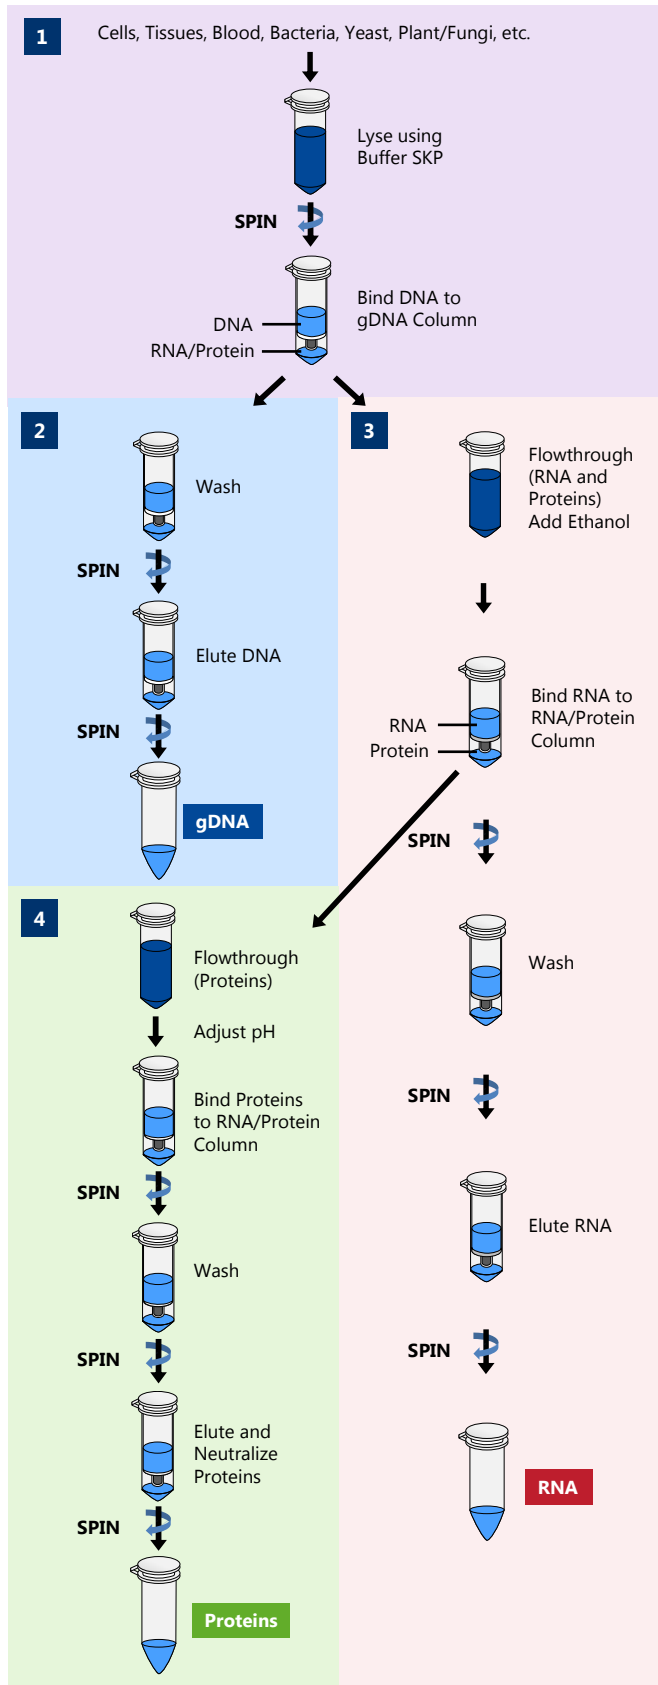 1
Cells, Tissues, Blood, Bacteria, Yeast, Plant/Fungi, etc.
Lyse using
Buffer SKP
SPIN
Bind DNA to
gDNA Column
DNA
RNA/Protein
2
Wash
SPIN
Elute DNA
SPIN
gDNA
3
Flowthrough
(RNA and
Proteins)
Add Ethanol
Bind RNA to
RNA/Protein
Column
RNA
Protein
SPIN
Wash
SPIN
Elute RNA
SPIN
RNA
4
Flowthrough
(Proteins)
Adjust pH
Bind Proteins
to RNA/Protein
Column
SPIN
Wash
SPIN
Elute and
Neutralize
Proteins
SPIN
Proteins